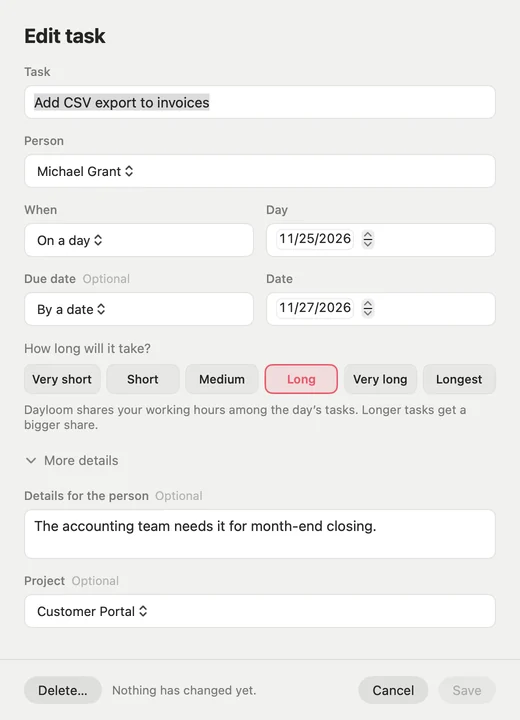 Edit task
Task
Add CSV export to invoices
Person
Michael Grant
When
Day
On a day
11/25/2026
Due date Optional
Date
By a date
11/27/2026
How long will it take?
Very short
Short
Medium
Long
Very long
Longest
Dayloom shares your working hours among the day's tasks. Longer tasks get a
bigger share.
More details
Details for the person Optional
The accounting team needs it for month-end closing.
Project Optional
Customer Portal
Delete...
Nothing has changed yet.
Cancel
Save